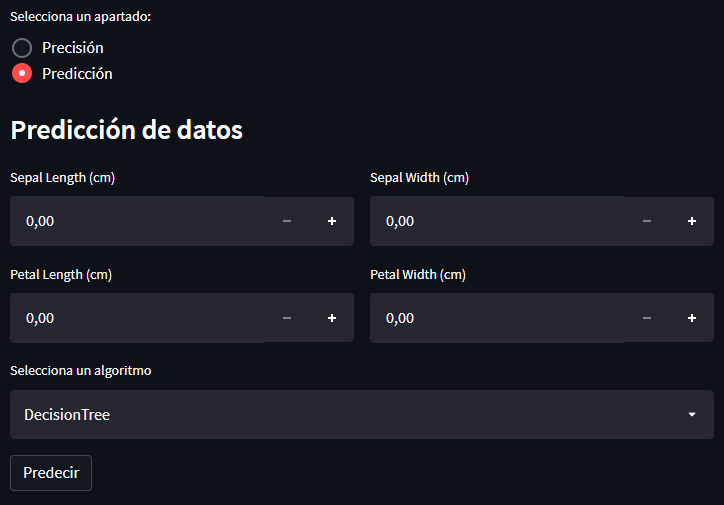 Selecciona un apartado:
Precisión
Predicción
Predicción de datos
Sepal Length (cm) Sepal Width (cm)
0,00 − + 0,00 − +
Petal Length (cm) Petal Width (cm)
0,00 − + 0,00 − +
Selecciona un algoritmo
DecisionTree
Predecir